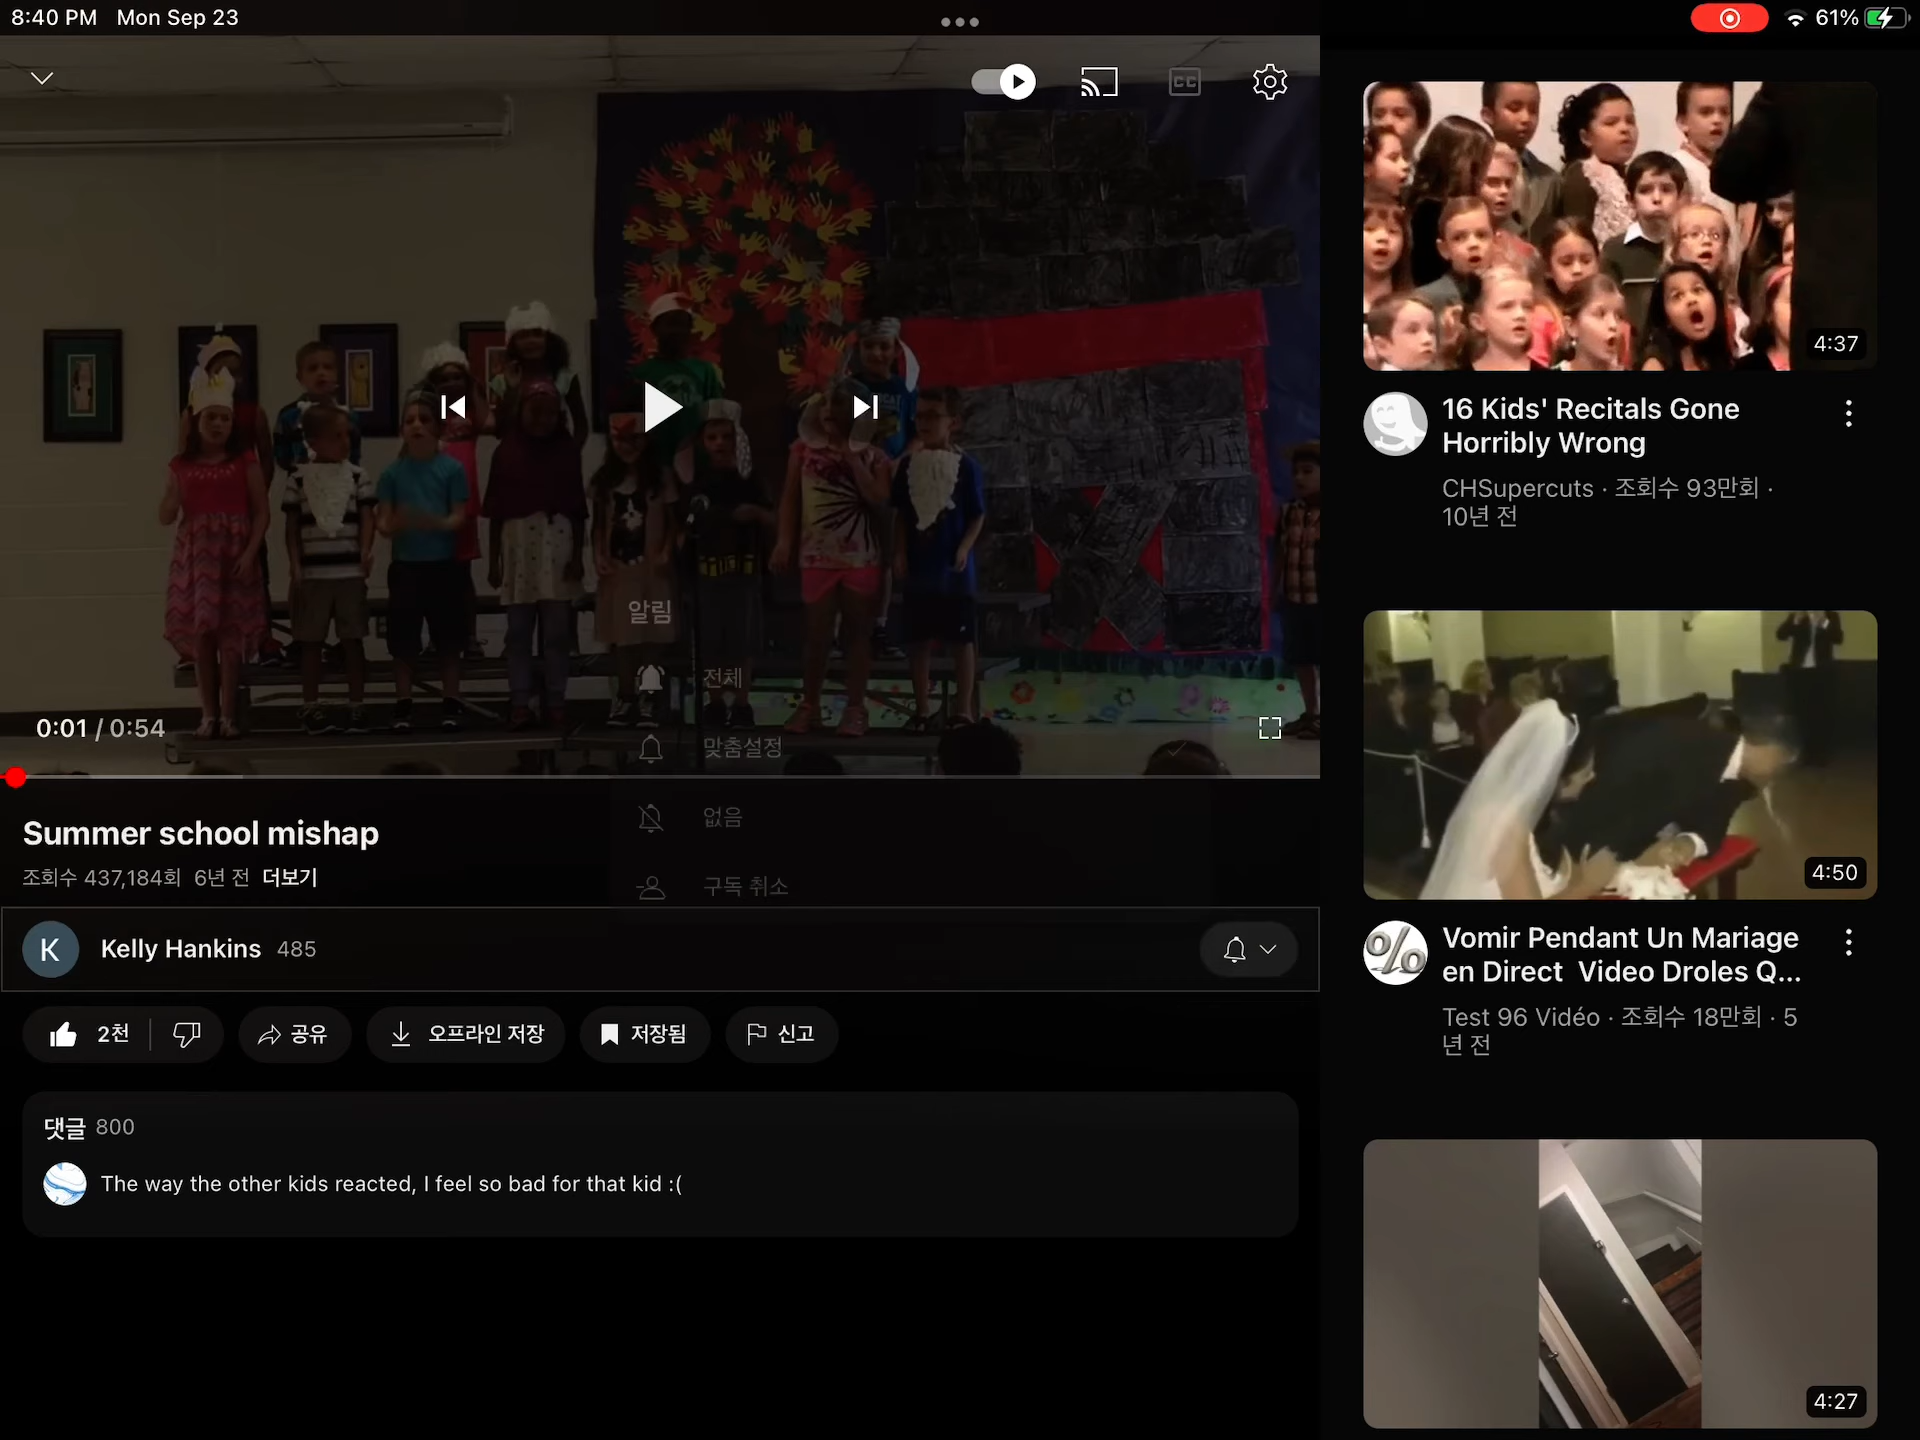 8:40 PM Mon Sep 23
61%
CC
알림
전체
맞춤설정
없음
구독 취소
0:01 / 0:54
Summer school mishap
조회수 437,184회 6년 전 더보기
K Kelly Hankins 485
2천 공유 오프라인 저장 저장됨 신고
댓글 800
The way the other kids reacted, I feel so bad for that kid :(
4:37
16 Kids' Recitals Gone
Horribly Wrong
CHSupercuts · 조회수 93만회 ·
10년 전
4:50
% Vomir Pendant Un Mariage
en Direct Video Droles Q...
Test 96 Vidéo · 조회수 18만회 · 5
년 전
4:27